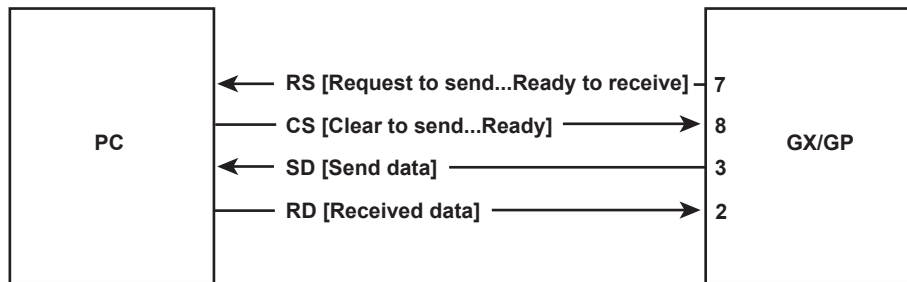 RS [Request to send...Ready to receive] 7
CS [Clear to send...Ready] 8
PC GX/GP
SD [Send data] 3
RD [Received data] 2